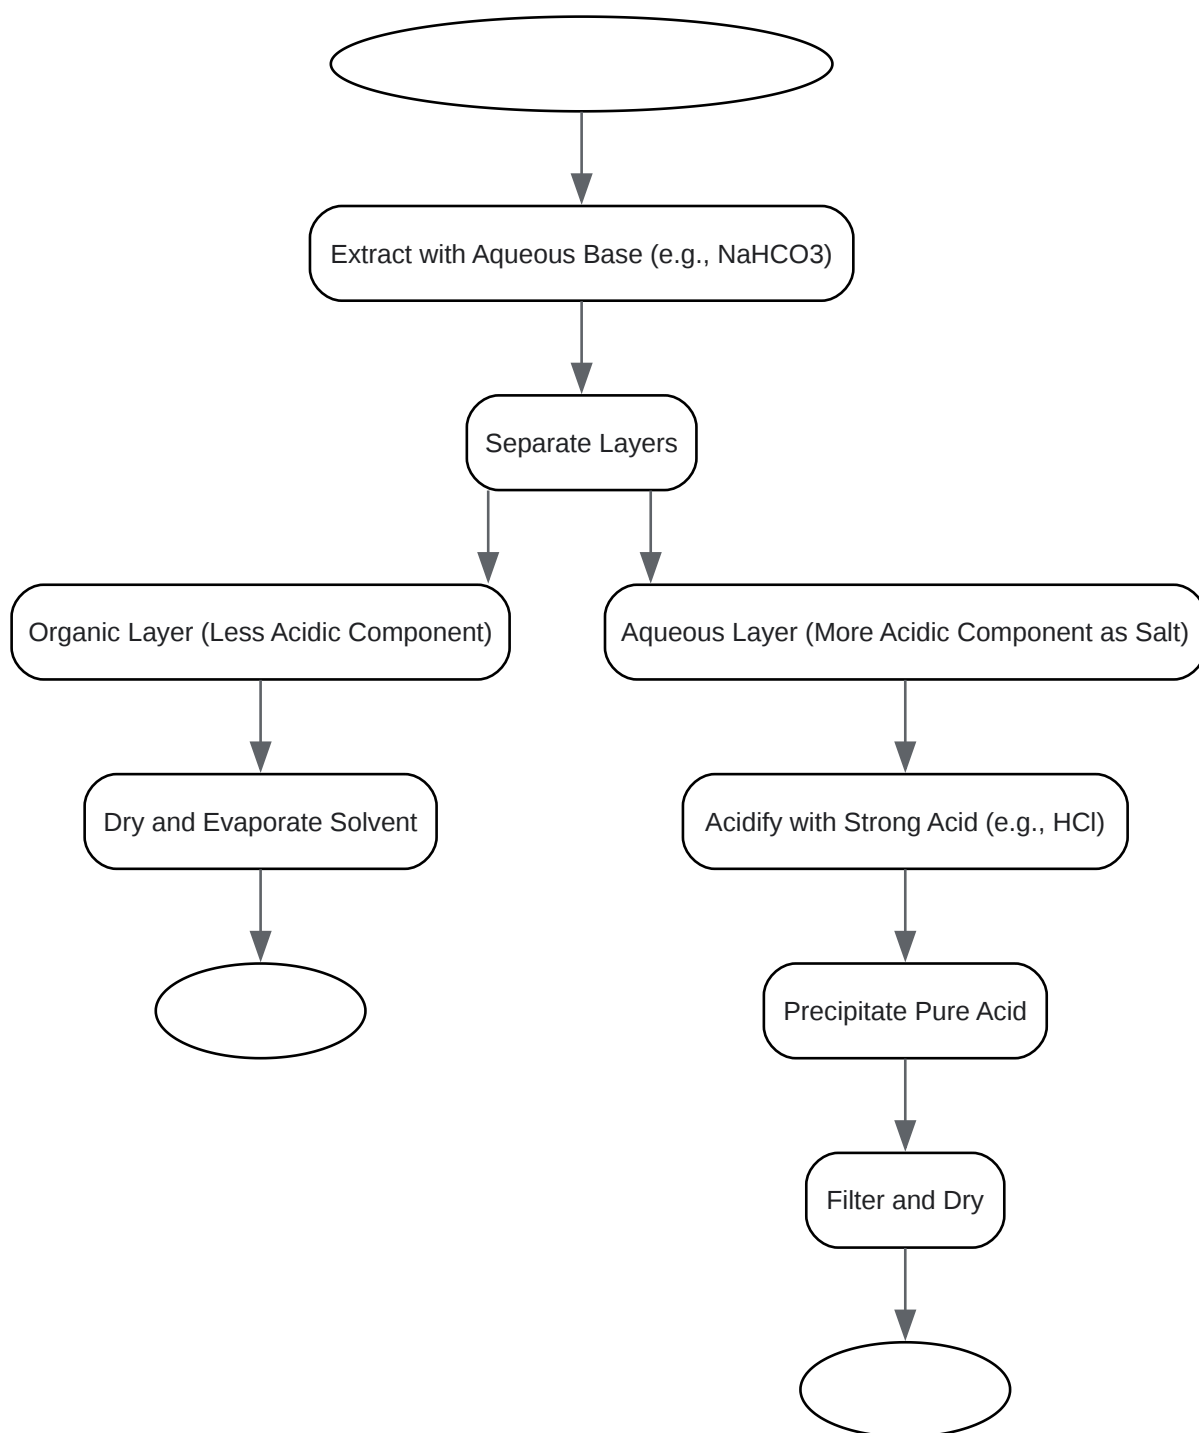 Extract with Aqueous Base (e.g., NaHCO3)
Separate Layers
Organic Layer (Less Acidic Component)
Aqueous Layer (More Acidic Component as Salt)
Dry and Evaporate Solvent
Acidify with Strong Acid (e.g., HCl)
Precipitate Pure Acid
Filter and Dry